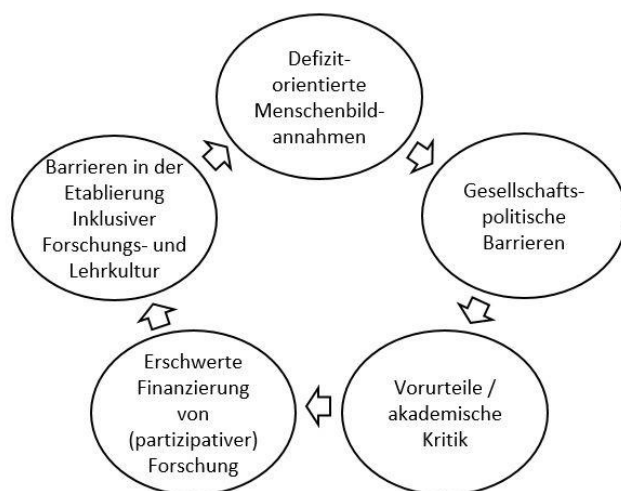 Defizit-
orientierte
Menschenbild-
annahmen
Gesellschafts-
politische
Barrieren
Vorurteile /
akademische
Kritik
Erschwerte
Finanzierung
von
(partizipativer)
Forschung
Barrieren in der
Etablierung
Inklusiver
Forschungs- und
Lehrkultur